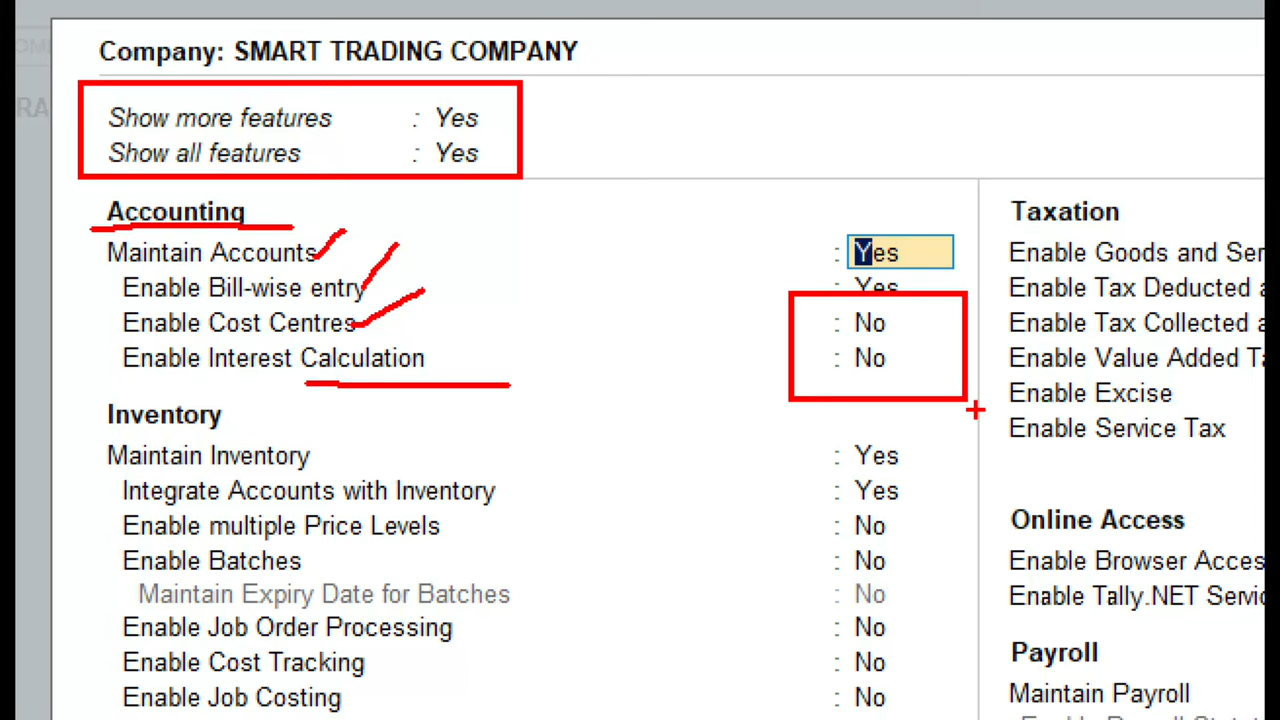 Company: SMART TRADING COMPANY
Show more features : Yes
Show all features : Yes
Accounting
Maintain Accounts : Yes
Enable Bill-wise entry Yes
Enable Cost Centres : No
Enable Interest Calculation : No
Inventory
Maintain Inventory : Yes
Integrate Accounts with Inventory : Yes
Enable multiple Price Levels : No
Enable Batches : No
Maintain Expiry Date for Batches : No
Enable Job Order Processing : No
Enable Cost Tracking : No
Enable Job Costing : No
Taxation
Enable Goods and Ser
Enable Tax Deducted a
Enable Tax Collected a
Enable Value Added Ta
Enable Excise
Enable Service Tax
Online Access
Enable Browser Acces
Enable Tally.NET Servic
Payroll
Maintain Payroll